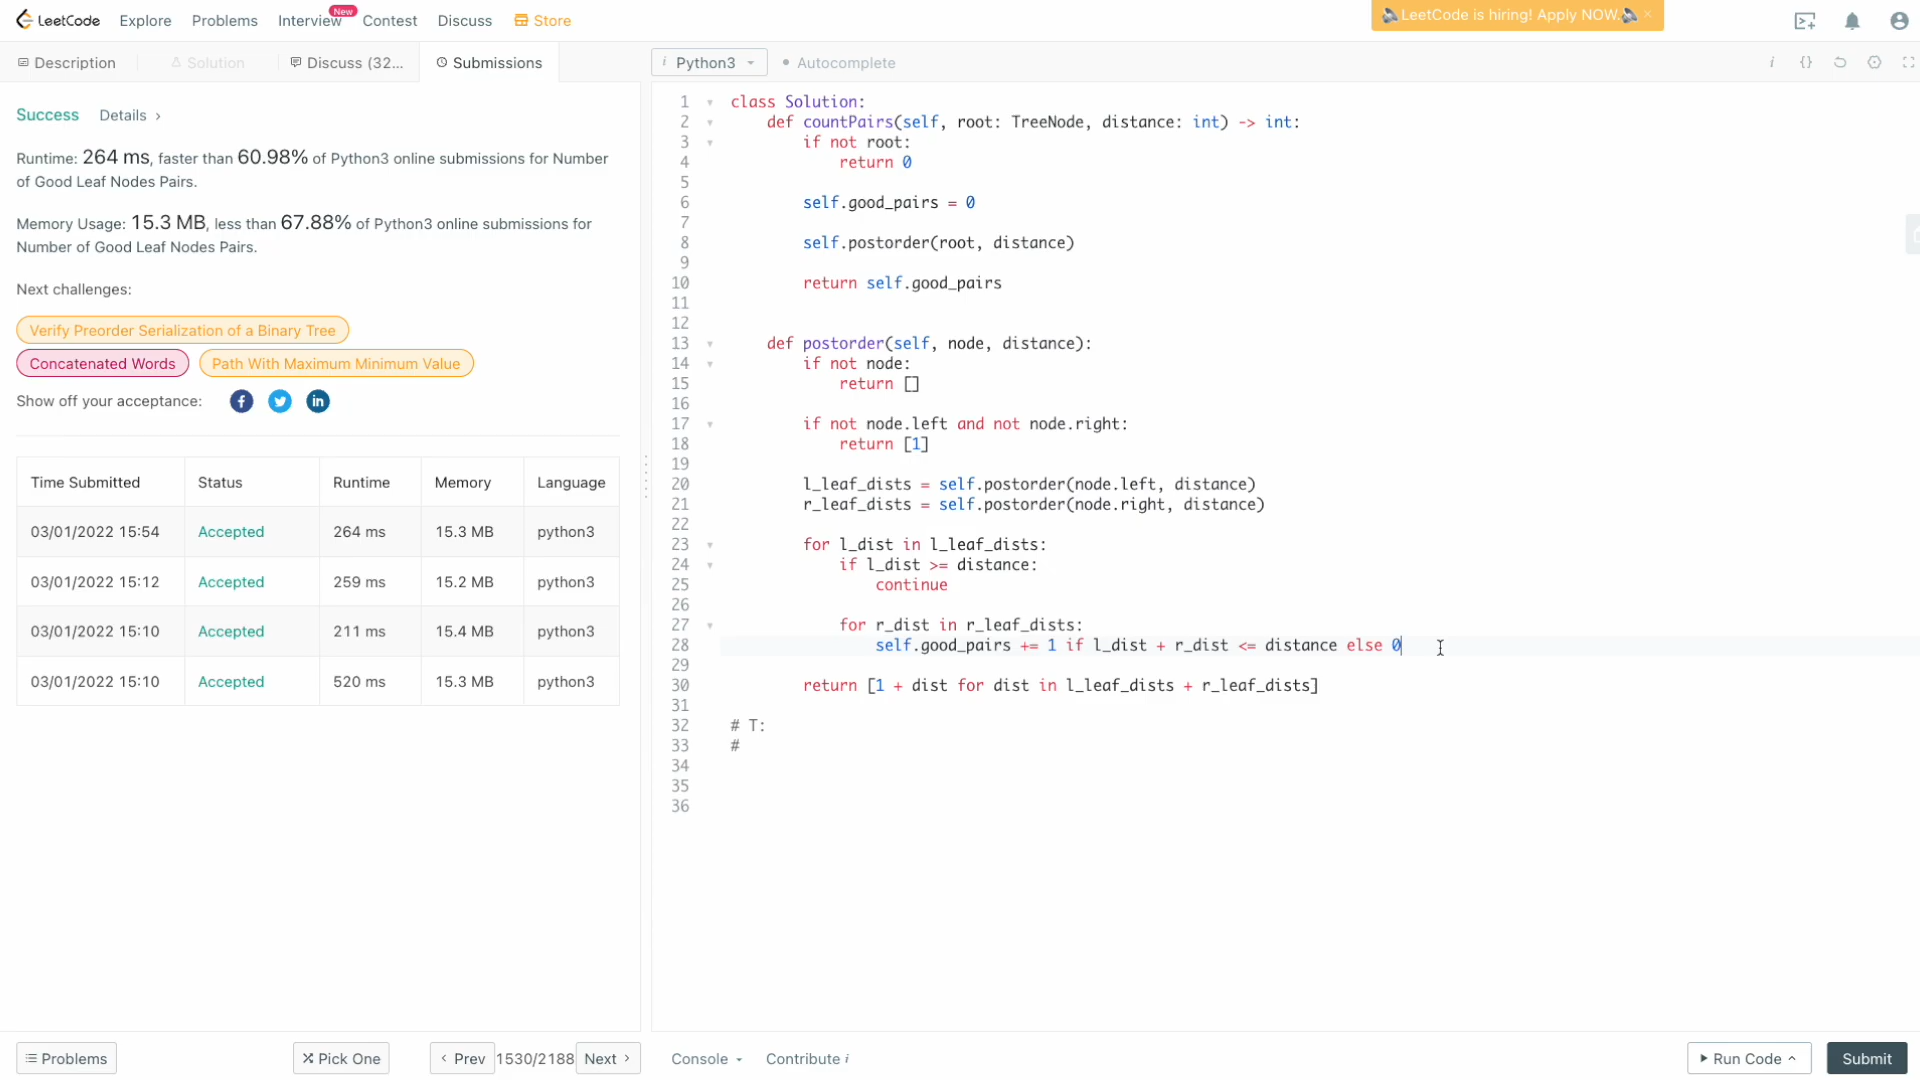 LeetCode Explore Problems Interview New Contest Discuss Store
LeetCode is hiring! Apply NOW. ×
Description Solution Discuss (32... Submissions
i Python3 Autocomplete i {}
Success Details ›
Runtime: 264 ms, faster than 60.98% of Python3 online submissions for Number
of Good Leaf Nodes Pairs.
Memory Usage: 15.3 MB, less than 67.88% of Python3 online submissions for
Number of Good Leaf Nodes Pairs.
Next challenges:
Verify Preorder Serialization of a Binary Tree
Concatenated Words Path With Maximum Minimum Value
Show off your acceptance:
Time Submitted Status Runtime Memory Language
03/01/2022 15:54 Accepted 264 ms 15.3 MB python3
03/01/2022 15:12 Accepted 259 ms 15.2 MB python3
03/01/2022 15:10 Accepted 211 ms 15.4 MB python3
03/01/2022 15:10 Accepted 520 ms 15.3 MB python3
1 class Solution:
2 def countPairs(self, root: TreeNode, distance: int) -> int:
3 if not root:
4 return 0
5
6 self.good_pairs = 0
7
8 self.postorder(root, distance)
9
10 return self.good_pairs
11
12
13 def postorder(self, node, distance):
14 if not node:
15 return []
16
17 if not node.left and not node.right:
18 return [1]
19
20 l_leaf_dists = self.postorder(node.left, distance)
21 r_leaf_dists = self.postorder(node.right, distance)
22
23 for l_dist in l_leaf_dists:
24 if l_dist >= distance:
25 continue
26
27 for r_dist in r_leaf_dists:
28 self.good_pairs += 1 if l_dist + r_dist <= distance else 0
29
30 return [1 + dist for dist in l_leaf_dists + r_leaf_dists]
31
32 # T:
33 #
34
35
36
Problems Pick One ‹ Prev 1530/2188 Next › Console Contribute i Run Code Submit